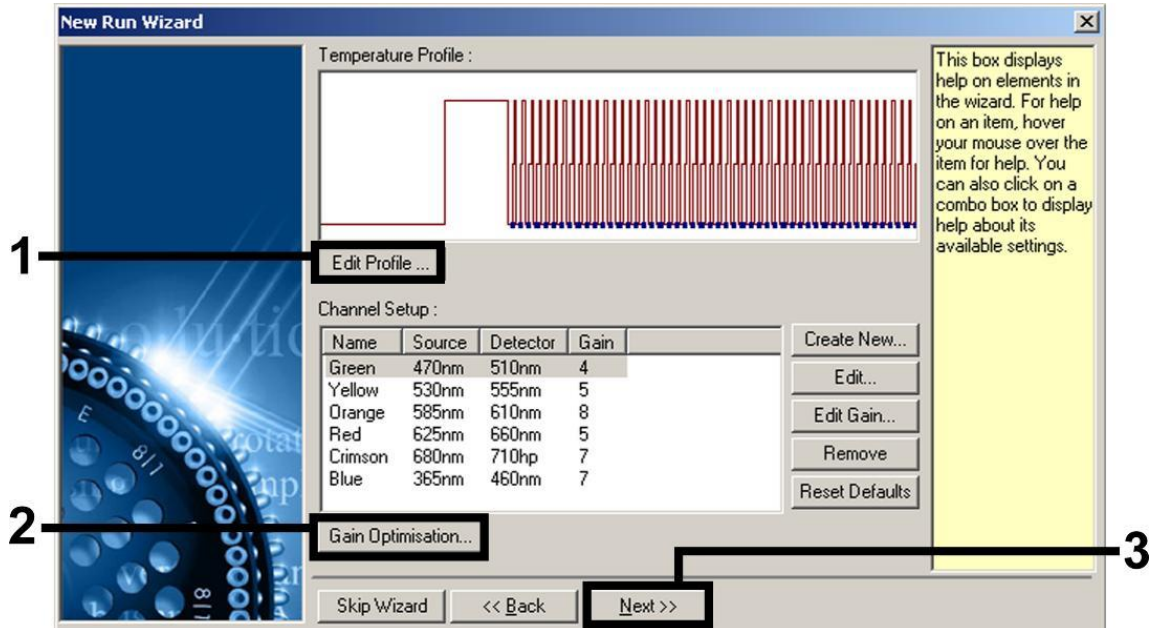 New Run Wizard
Temperature Profile :
This box displays
help on elements in
the wizard. For help
on an item, hover
your mouse over the
item for help. You
can also click on a
combo box to display
help about its
available settings.
1
Edit Profile ...
Channel Setup :
Name Source Detector Gain
Green 470nm 510nm 4
Yellow 530nm 555nm 5
Orange 585nm 610nm 8
Red 625nm 660nm 5
Crimson 680nm 710hp 7
Blue 365nm 460nm 7
Create New...
Edit...
Edit Gain...
Remove
Reset Defaults
2
Gain Optimisation...
3
Skip Wizard
<< Back
Next >>
E
8/1
8/1